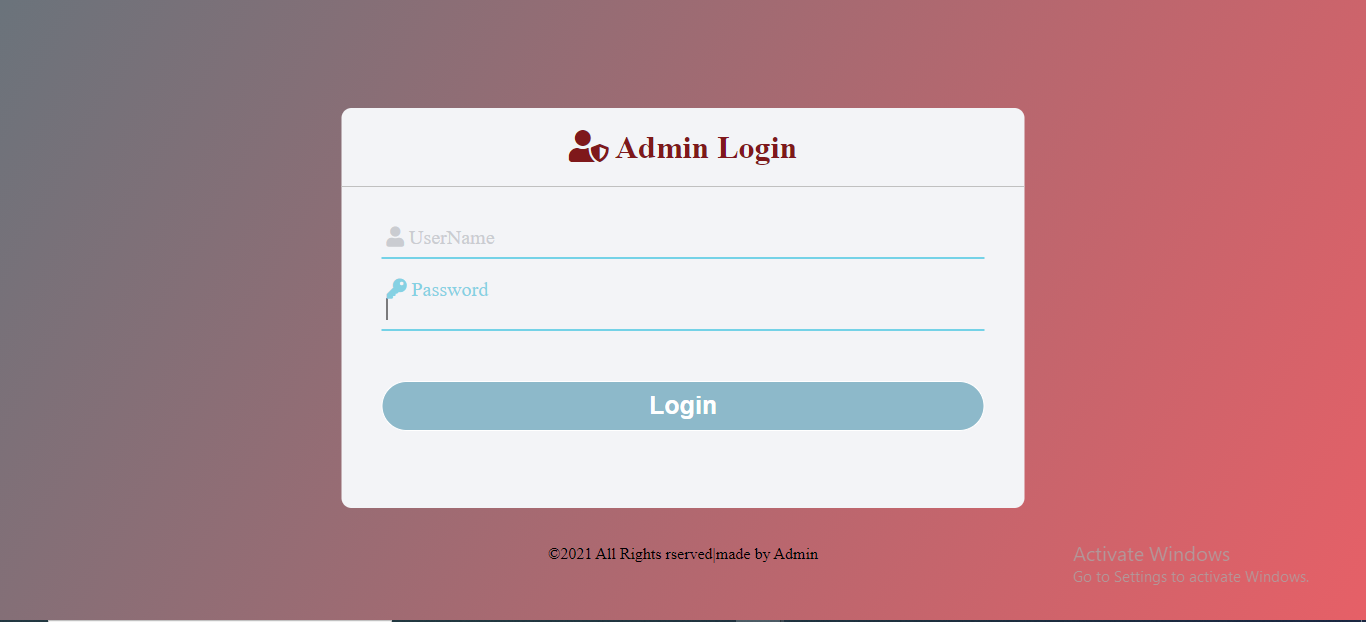 Admin Login
UserName
Password
Login
©2021 All Rights rserved|made by Admin
Activate Windows
Go to Settings to activate Windows.